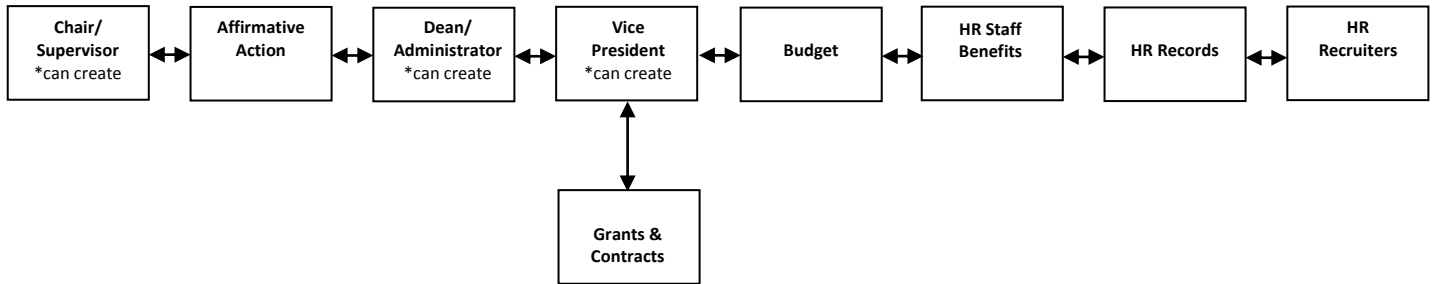 Chair/
Supervisor
*can create
Affirmative
Action
Dean/
Administrator
*can create
Vice
President
*can create
Budget
HR Staff
Benefits
HR Records
HR
Recruiters
Grants &
Contracts